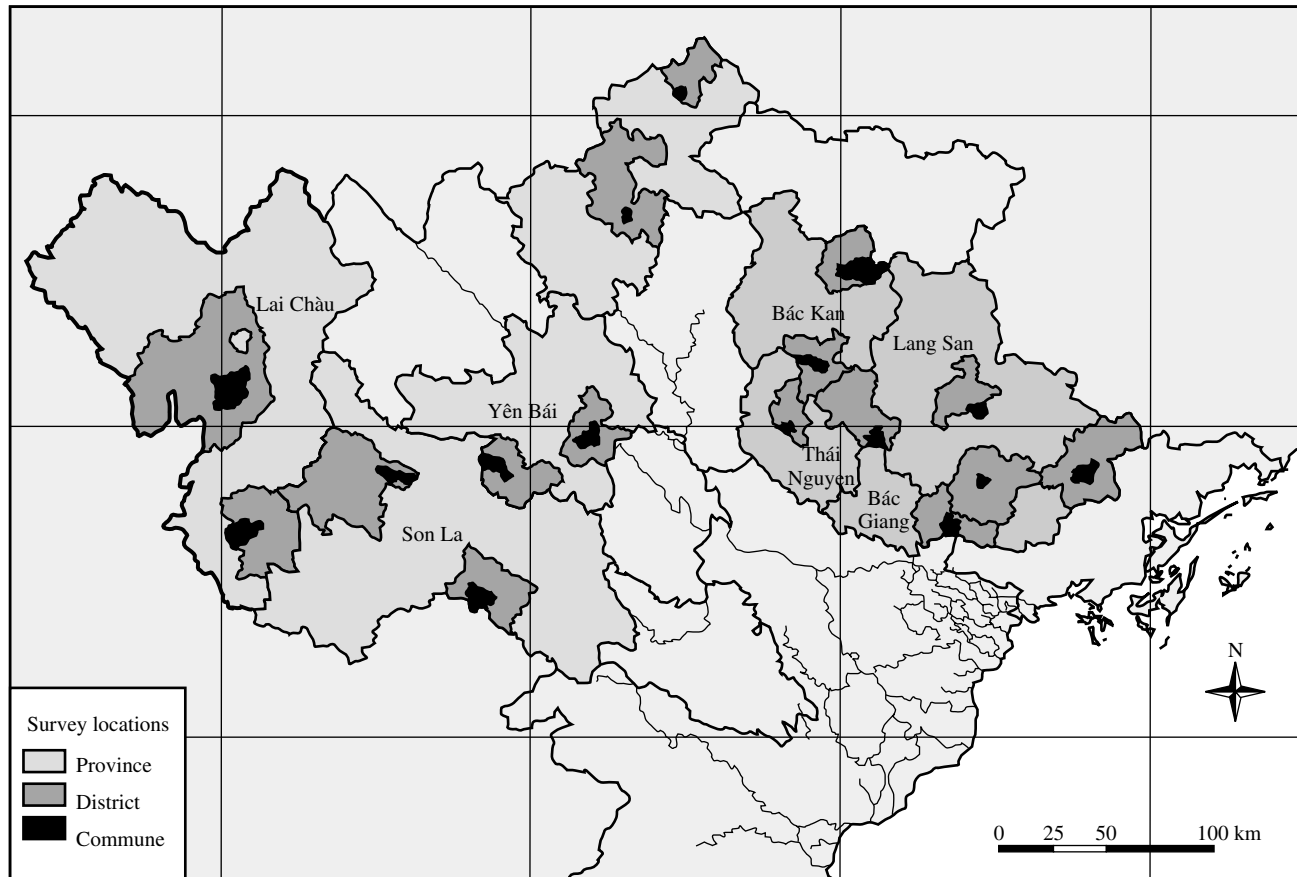 Lai Chàu
Bác Kan
Lang San
Yên Bái
Thái
Nguyen
Bác
Giang
Son La
N
Survey locations
Province
District
Commune
0 25 50 100 km